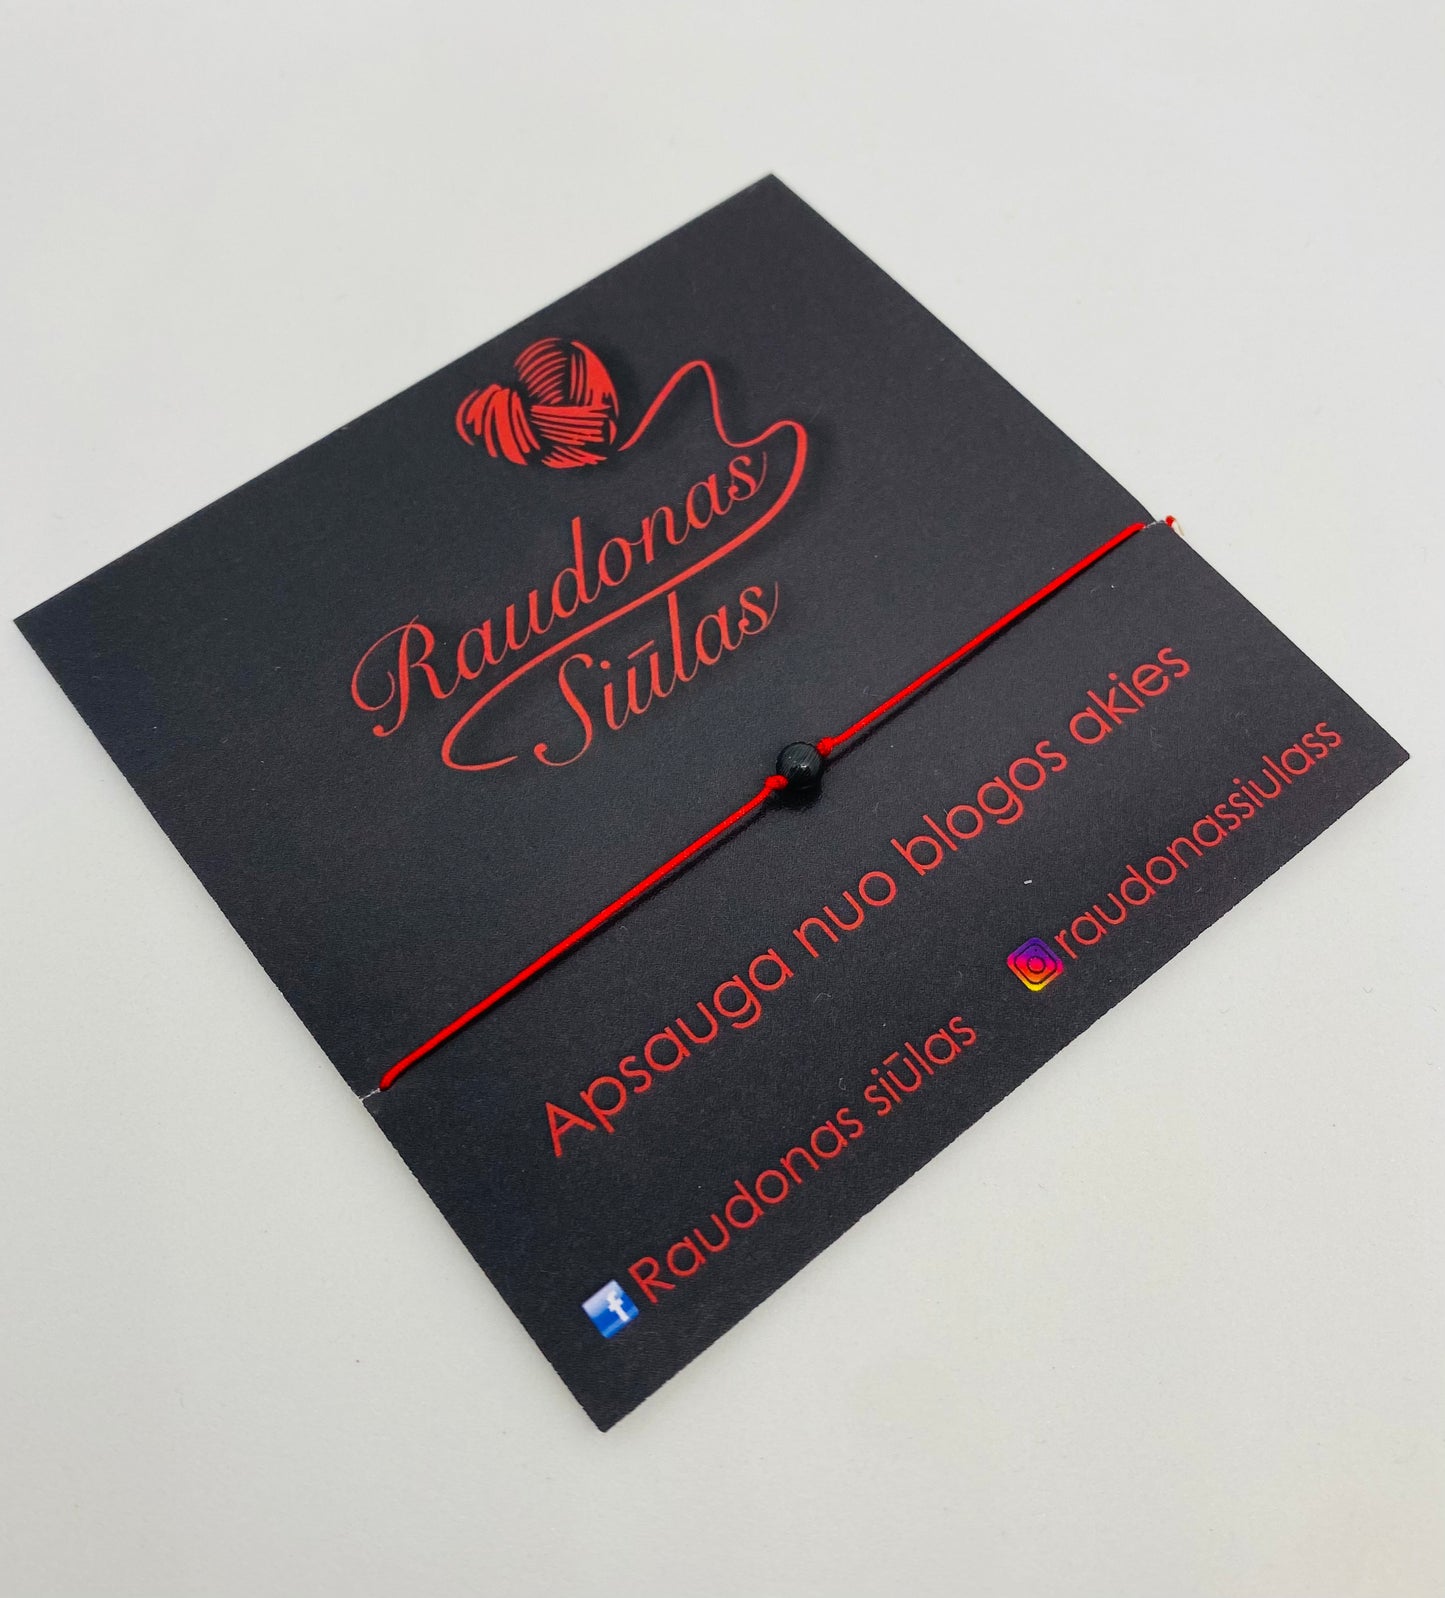 Raudonas
Siūlas
Apsauga nuo blogos akies
Raudonas siūlas
raudonassiulass